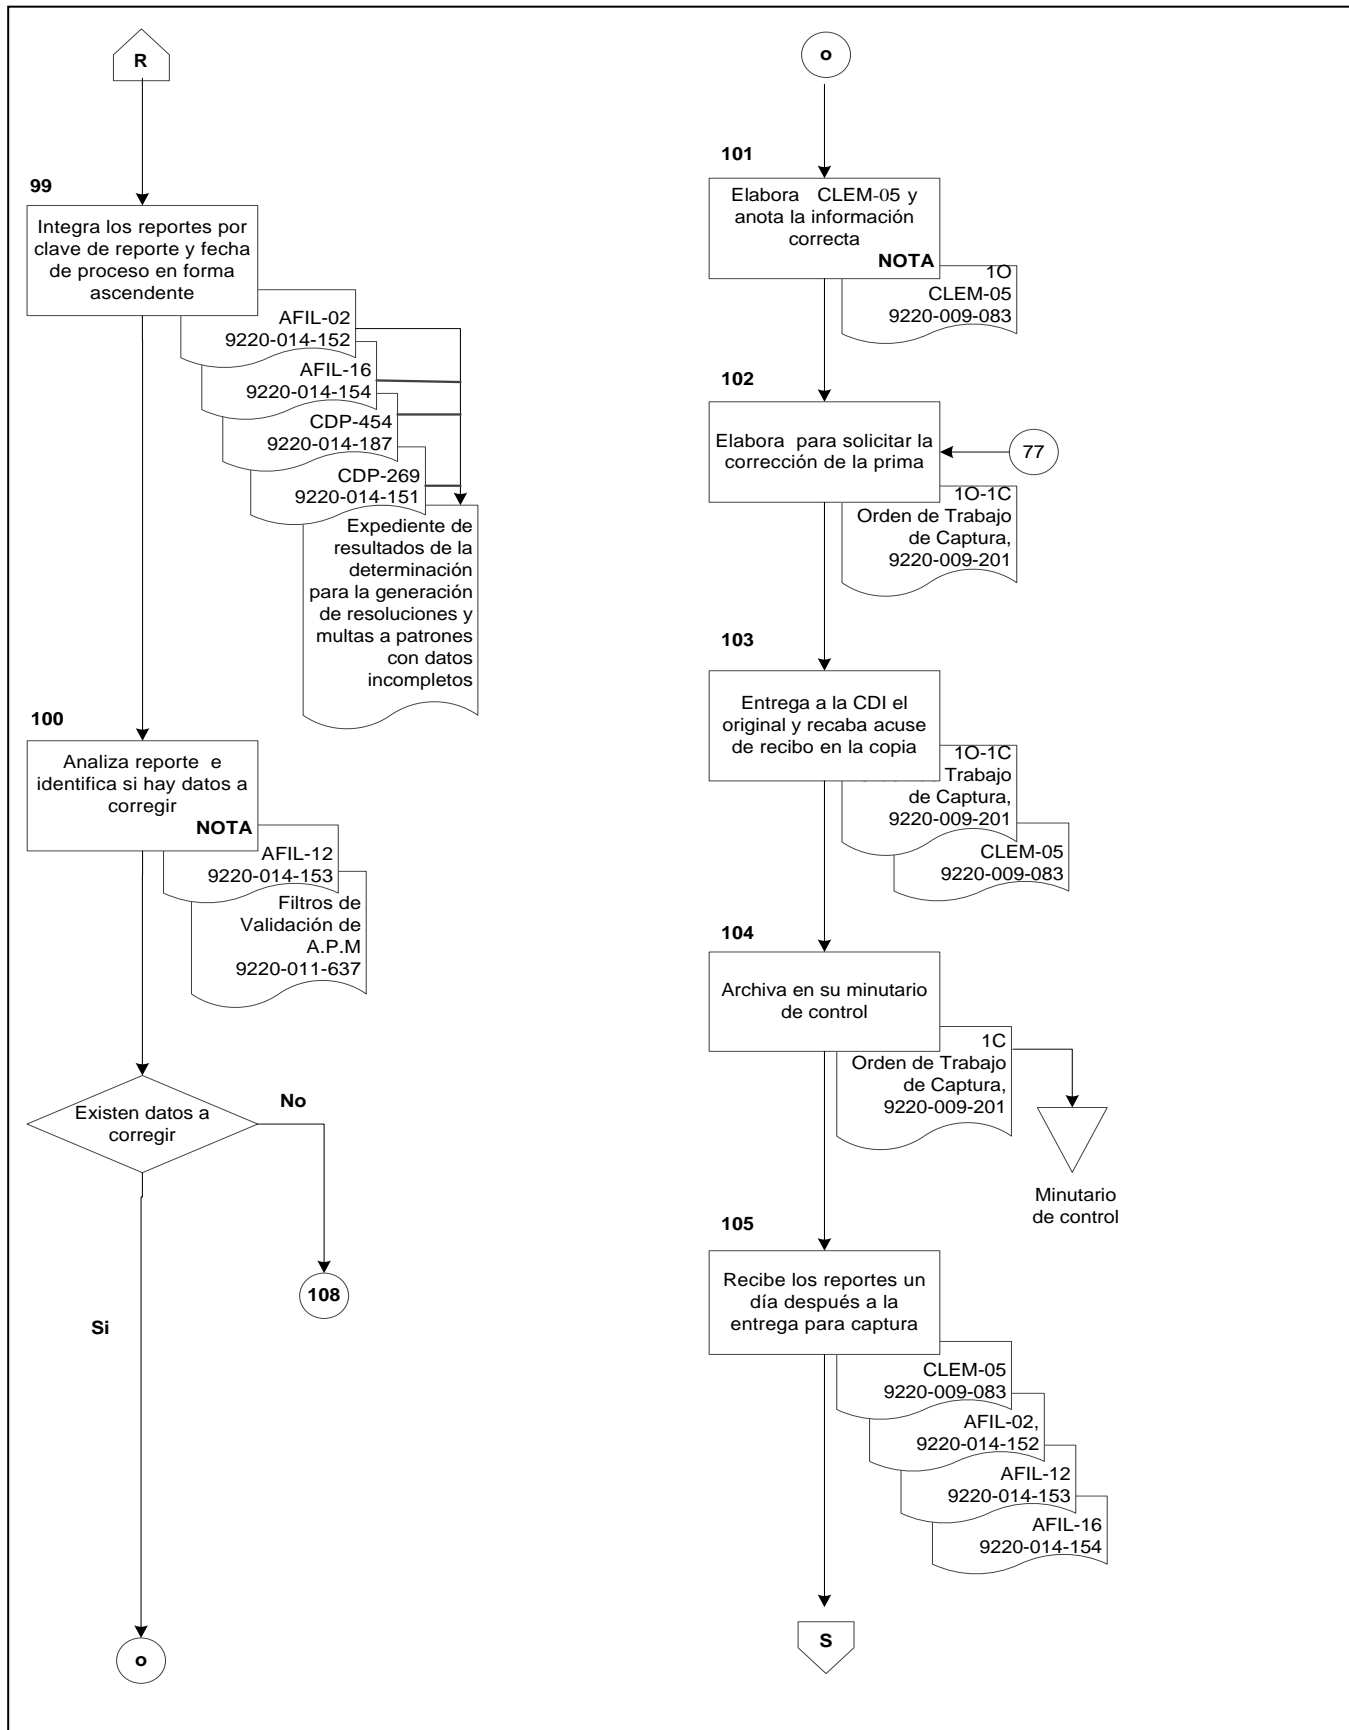 R
99
Integra los reportes por
clave de reporte y fecha
de proceso en forma
ascendente
AFIL-02
9220-014-152
AFIL-16
9220-014-154
CDP-454
9220-014-187
CDP-269
9220-014-151
Expediente de
resultados de la
determinación
para la generación
de resoluciones y
multas a patrones
con datos
incompletos
100
Analiza reporte e
identifica si hay datos a
corregir
NOTA
AFIL-12
9220-014-153
Filtros de
Validación de
A.P.M
9220-011-637
Existen datos a
corregir
No
108
Si
o
o
101
Elabora CLEM-05 y
anota la información
correcta
NOTA
1O
CLEM-05
9220-009-083
102
Elabora para solicitar la
corrección de la prima
77
1O-1C
Orden de Trabajo
de Captura,
9220-009-201
103
Entrega a la CDI el
original y recaba acuse
de recibo en la copia
1O-1C
Trabajo
de Captura,
9220-009-201
CLEM-05
9220-009-083
104
Archiva en su minutario
de control
1C
Orden de Trabajo
de Captura,
9220-009-201
Minutario
de control
105
Recibe los reportes un
día después a la
entrega para captura
CLEM-05
9220-009-083
AFIL-02,
9220-014-152
AFIL-12
9220-014-153
AFIL-16
9220-014-154
S